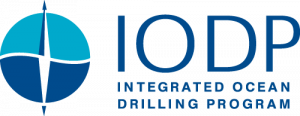 IODP
INTEGRATED OCEAN
DRILLING PROGRAM